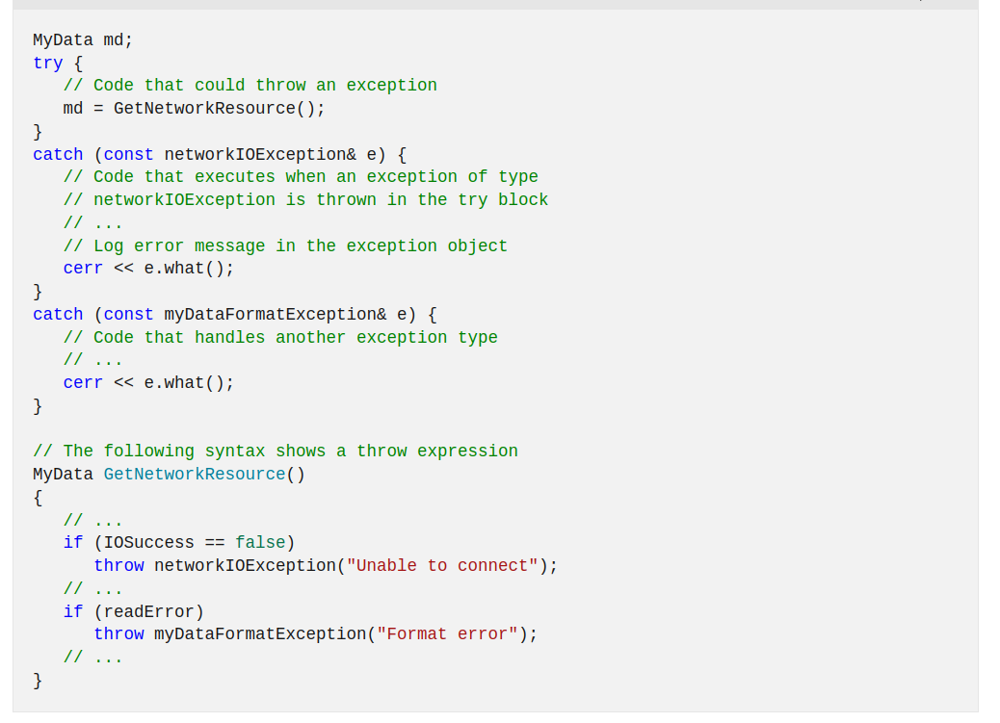 MyData md;
try {
   // Code that could throw an exception
   md = GetNetworkResource();
}
catch (const networkIOException& e) {
   // Code that executes when an exception of type
   // networkIOException is thrown in the try block
   // ...
   // Log error message in the exception object
   cerr << e.what();
}
catch (const myDataFormatException& e) {
   // Code that handles another exception type
   // ...
   cerr << e.what();
}

// The following syntax shows a throw expression
MyData GetNetworkResource()
{
   // ...
   if (IOSuccess == false)
      throw networkIOException("Unable to connect");
   // ...
   if (readError)
      throw myDataFormatException("Format error");
   // ...
}